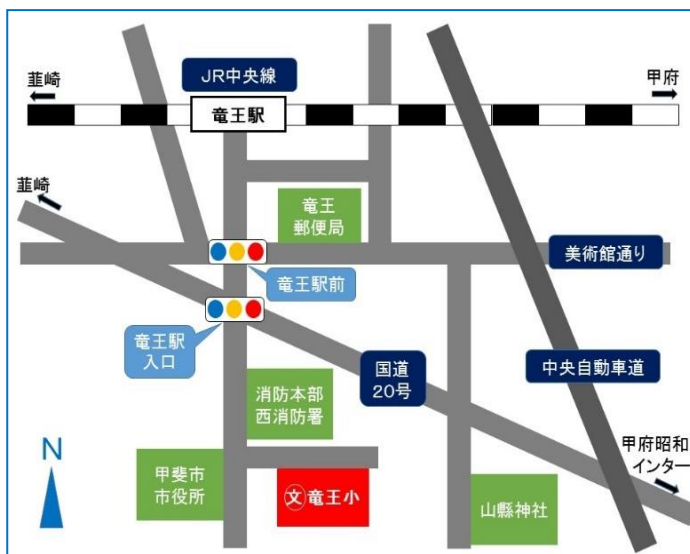 JR中央線
韮崎
甲府
竜王駅
韮崎
竜王
郵便局
美術館通り
竜王駅前
竜王駅
入口
国道
20号
中央自動車道
消防本部
西消防署
甲府昭和
インター
N
甲斐市
市役所
文竜王小
山縣神社